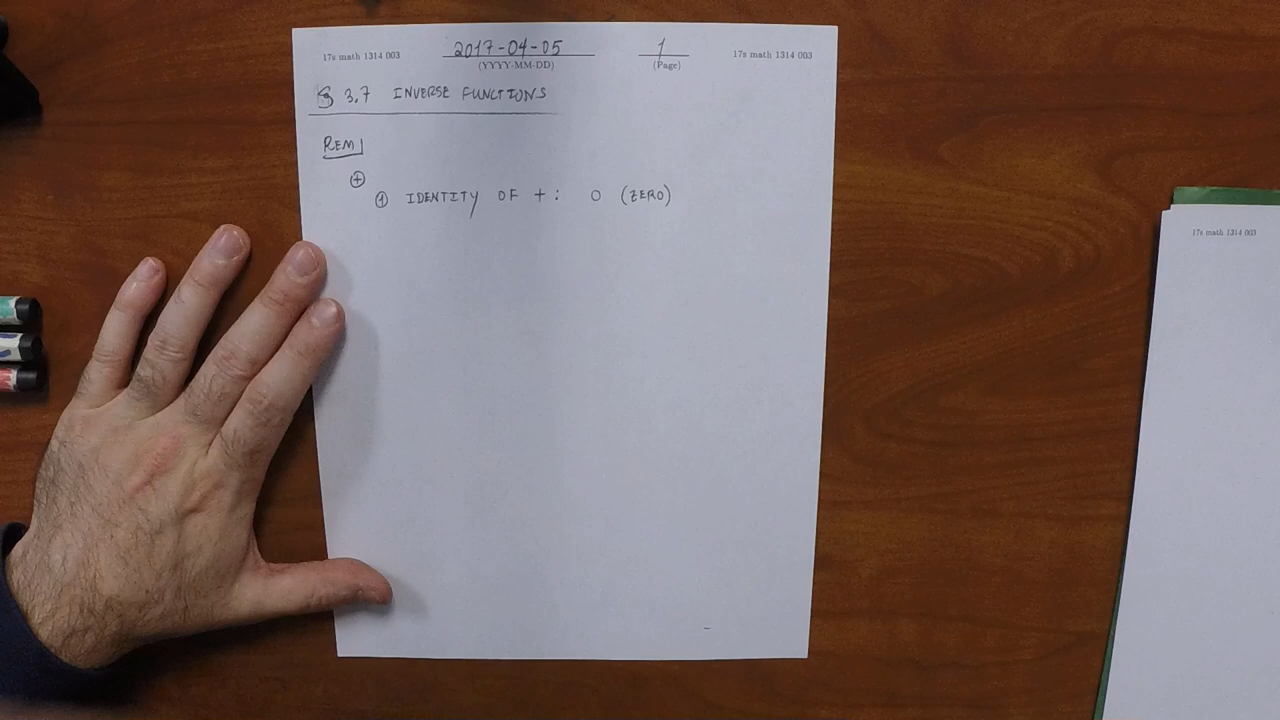 17s math 1314 003 2017-04-05 1 17s math 1314 003
(YYYY-MM-DD) (Page)
§ 3.7 INVERSE FUNCTIONS
REM
⊕
① IDENTITY OF + : 0 (ZERO)
17s math 1314 003